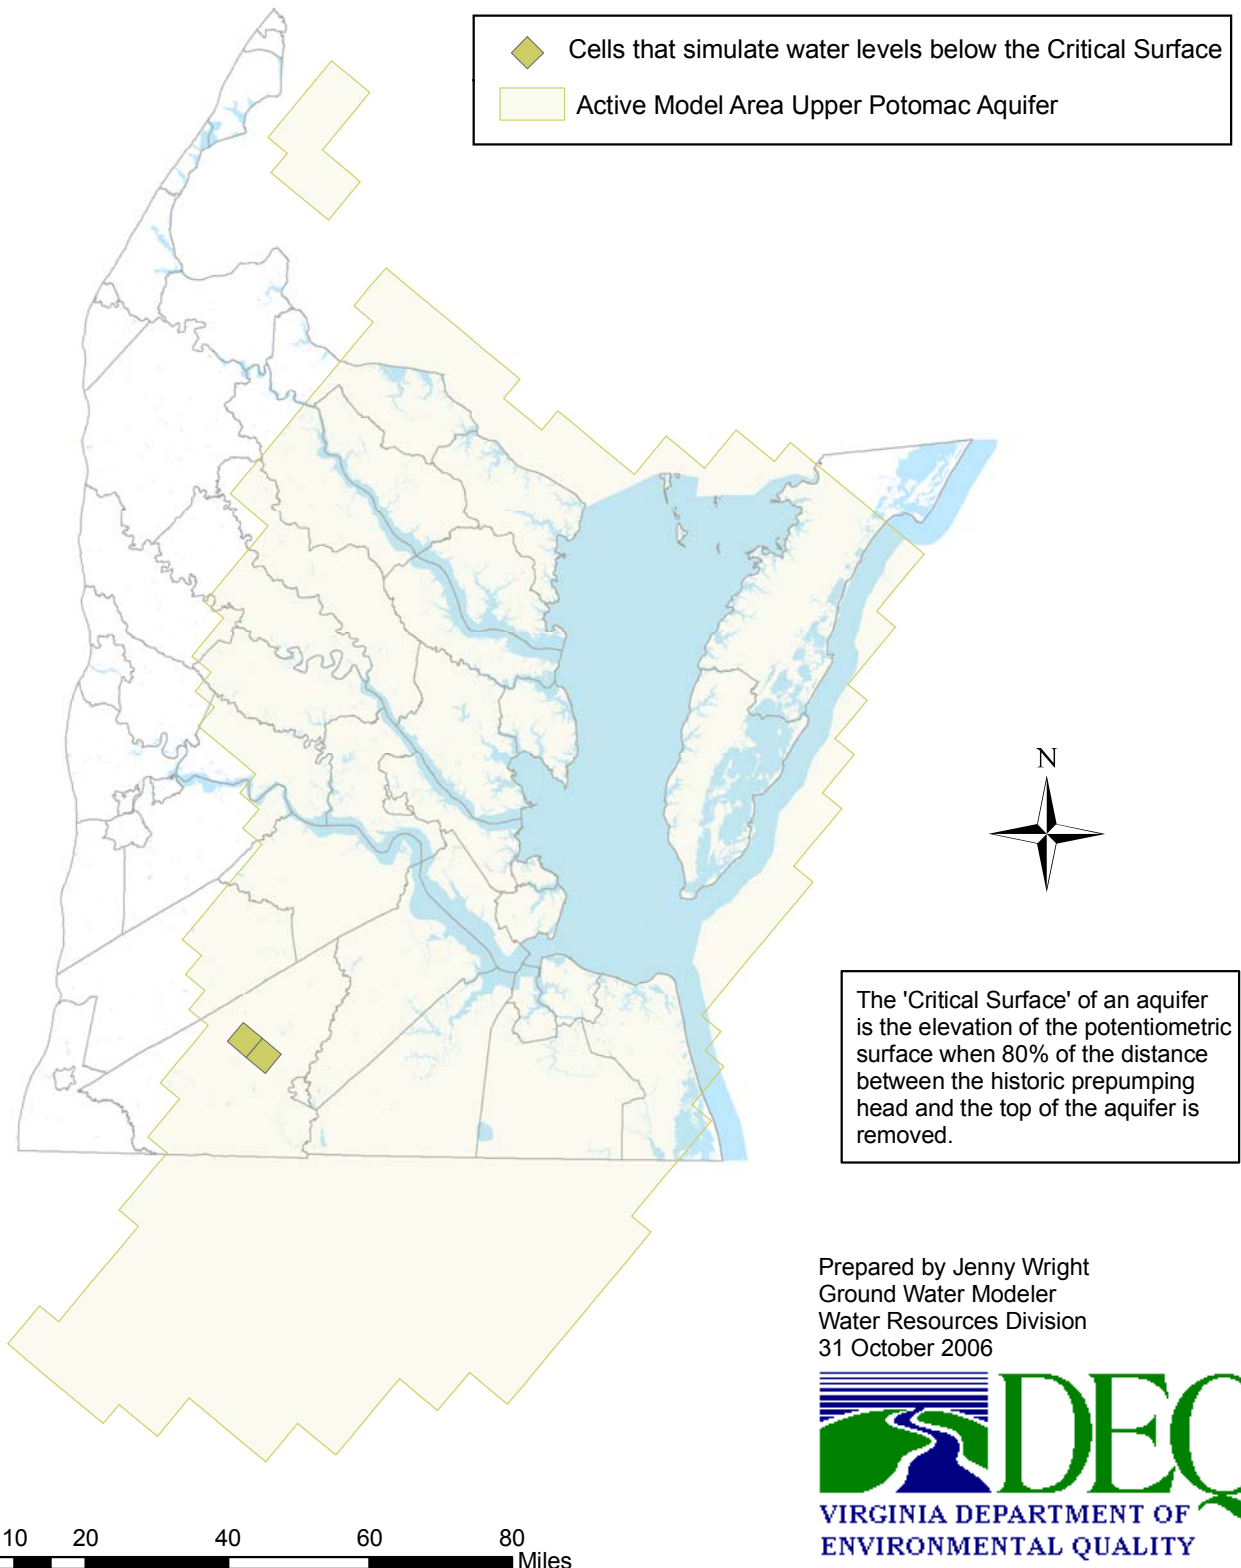 Cells that simulate water levels below the Critical Surface
Active Model Area Upper Potomac Aquifer
N
The 'Critical Surface' of an aquifer
is the elevation of the potentiometric
surface when 80% of the distance
between the historic prepumping
head and the top of the aquifer is
removed.
Prepared by Jenny Wright
Ground Water Modeler
Water Resources Division
31 October 2006
DEQ
VIRGINIA DEPARTMENT OF
ENVIRONMENTAL QUALITY
10 20 40 60 80
Miles